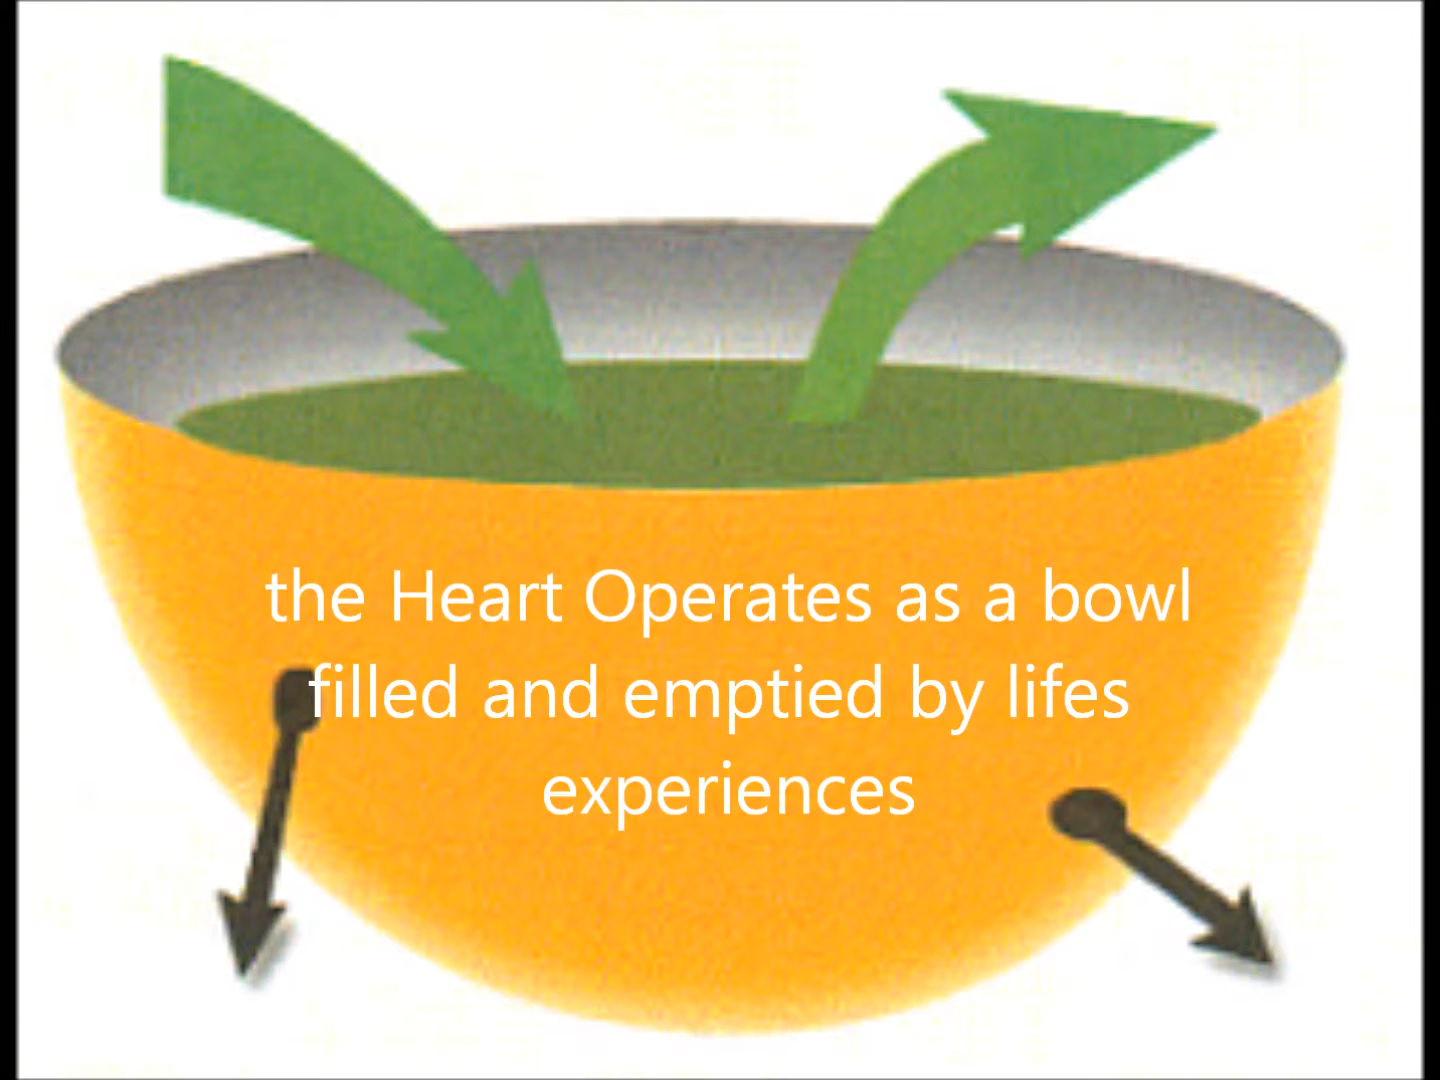 the Heart Operates as a bowl
filled and emptied by lifes
experiences